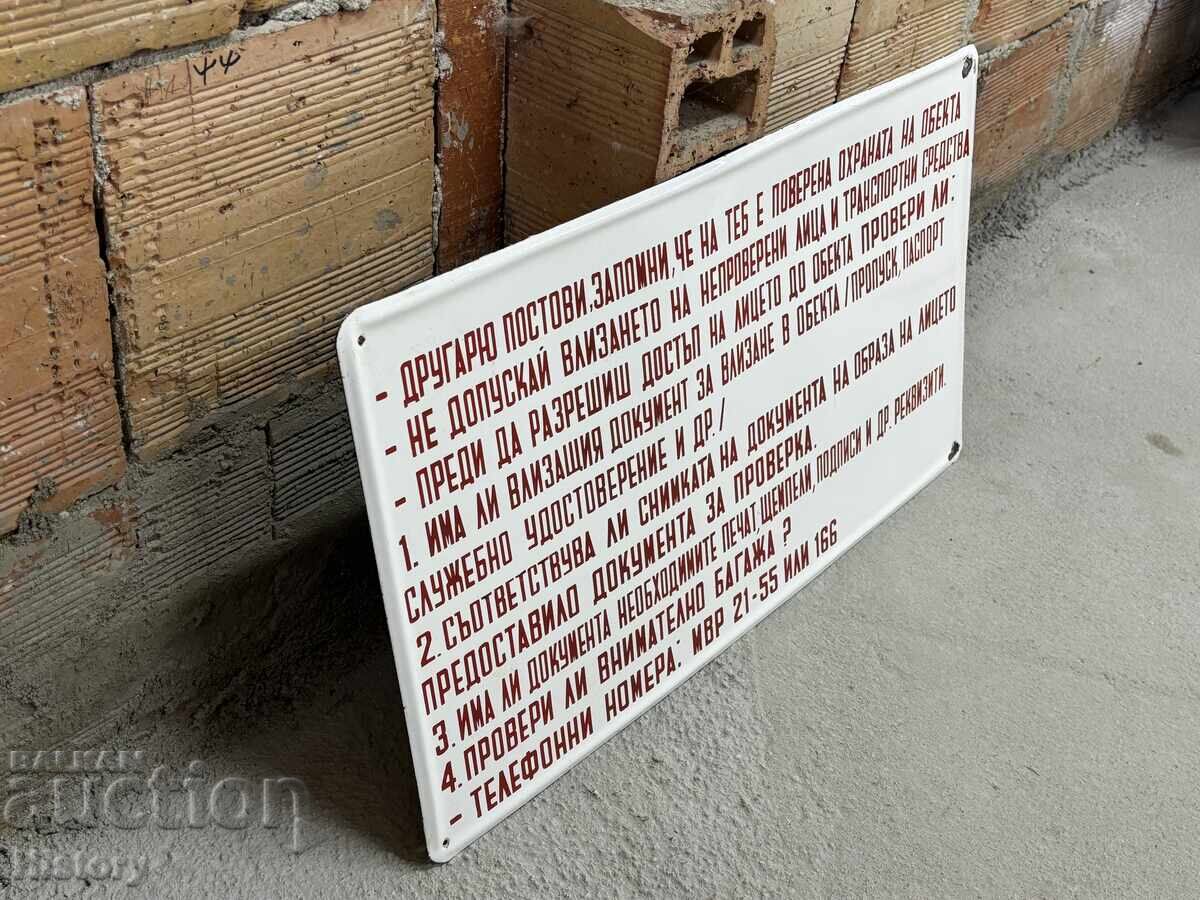 - ДРУГАРЮ ПОСТОВИ, ЗАПОМНИ, ЧЕ НА ТЕБ Е ПОВЕРЕНА ОХРАНАТА НА ОБЕКТА
- НЕ ДОПУСКАЙ ВЛИЗАНЕТО НА НЕПРОВЕРЕНИ ЛИЦА И ТРАНСПОРТНИ СРЕДСТВА
- ПРЕДИ ДА РАЗРЕШИШ ДОСТЪП НА ЛИЦЕТО ДО ОБЕКТА ПРОВЕРИ ЛИ:
1. ИМА ЛИ ВЛИЗАЩИЯ ДОКУМЕНТ ЗА ВЛИЗАНЕ В ОБЕКТА /ПРОПУСК, ПАСПОРТ
СЛУЖЕБНО УДОСТОВЕРЕНИЕ И ДР./
2. СЪОТВЕТСТВУВА ЛИ СНИМКАТА НА ДОКУМЕНТА НА ОБРАЗА НА ЛИЦЕТО
ПРЕДОСТАВИЛО ДОКУМЕНТА ЗА ПРОВЕРКА.
3. ИМА ЛИ ДОКУМЕНТА НЕОБХОДИМИТЕ ПЕЧАТ, ЩЕМПЕЛИ, ПОДПИСИ И ДР. РЕКВИЗИТИ.
4. ПРОВЕРИ ЛИ ВНИМАТЕЛНО БАГАЖА ?
- ТЕЛЕФОННИ НОМЕРА: МВР 21-55 ИЛИ 166
BALKAN
auction
History